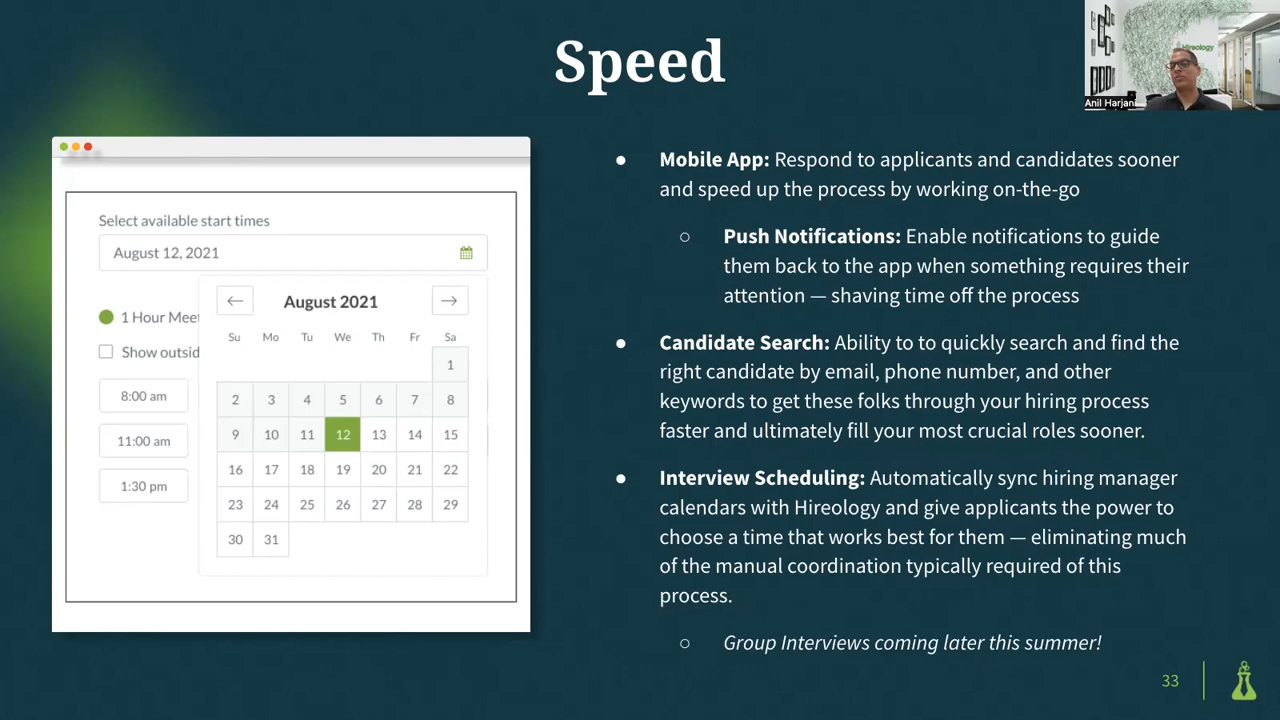 Speed
Hireology
Anil Harjani
Select available start times
August 12, 2021
August 2021
1 Hour Meet
Show outsid
8:00 am
11:00 am
1:30 pm
Su Mo Tu We Th Fr Sa
1
2 3 4 5 6 7 8
9 10 11 12 13 14 15
16 17 18 19 20 21 22
23 24 25 26 27 28 29
30 31
● Mobile App: Respond to applicants and candidates sooner
and speed up the process by working on-the-go
○ Push Notifications: Enable notifications to guide
them back to the app when something requires their
attention — shaving time off the process
● Candidate Search: Ability to to quickly search and find the
right candidate by email, phone number, and other
keywords to get these folks through your hiring process
faster and ultimately fill your most crucial roles sooner.
● Interview Scheduling: Automatically sync hiring manager
calendars with Hireology and give applicants the power to
choose a time that works best for them — eliminating much
of the manual coordination typically required of this
process.
○ Group Interviews coming later this summer!
33